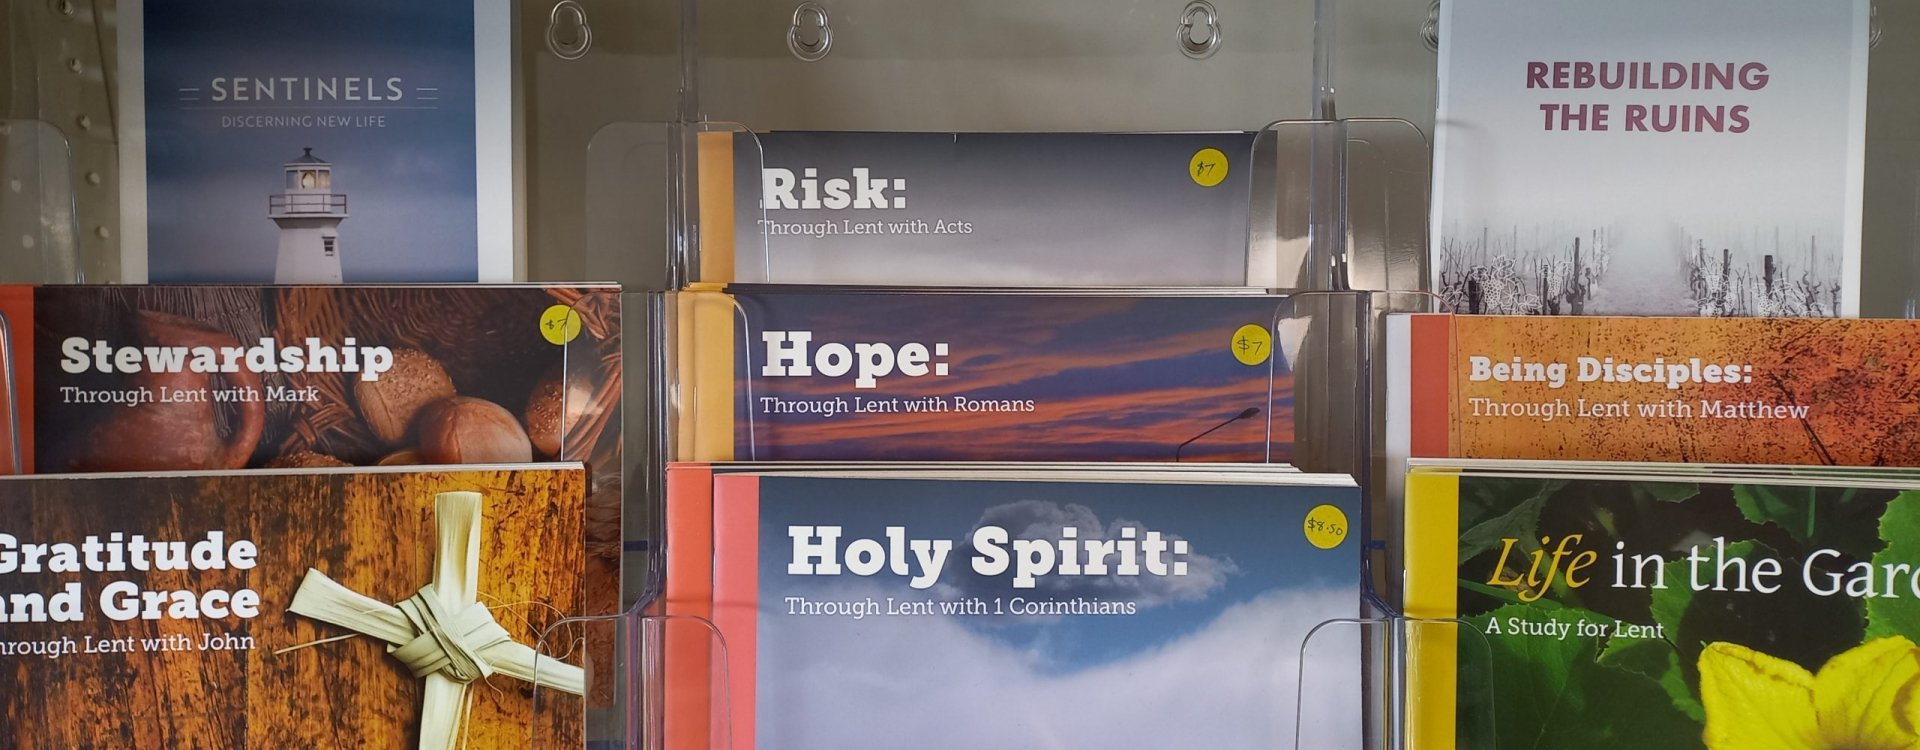 SENTINELS
DISCERNING NEW LIFE
REBUILDING
THE RUINS
Risk:
Through Lent with Acts
$7
Stewardship
Through Lent with Mark
$7
Hope:
Through Lent with Romans
$7
Being Disciples:
Through Lent with Matthew
Gratitude
and Grace
Through Lent with John
Holy Spirit:
Through Lent with 1 Corinthians
$8.50
Life in the Gard
A Study for Lent